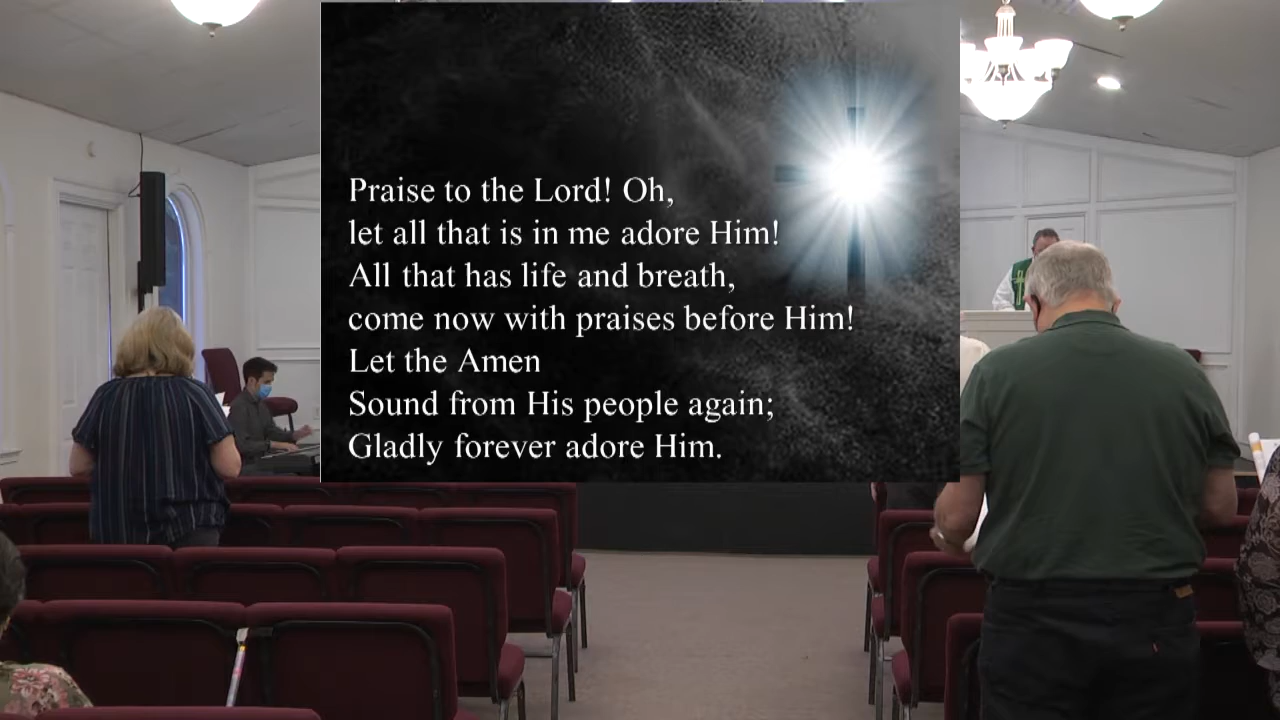 Praise to the Lord! Oh,
let all that is in me adore Him!
All that has life and breath,
come now with praises before Him!
Let the Amen
Sound from His people again;
Gladly forever adore Him.